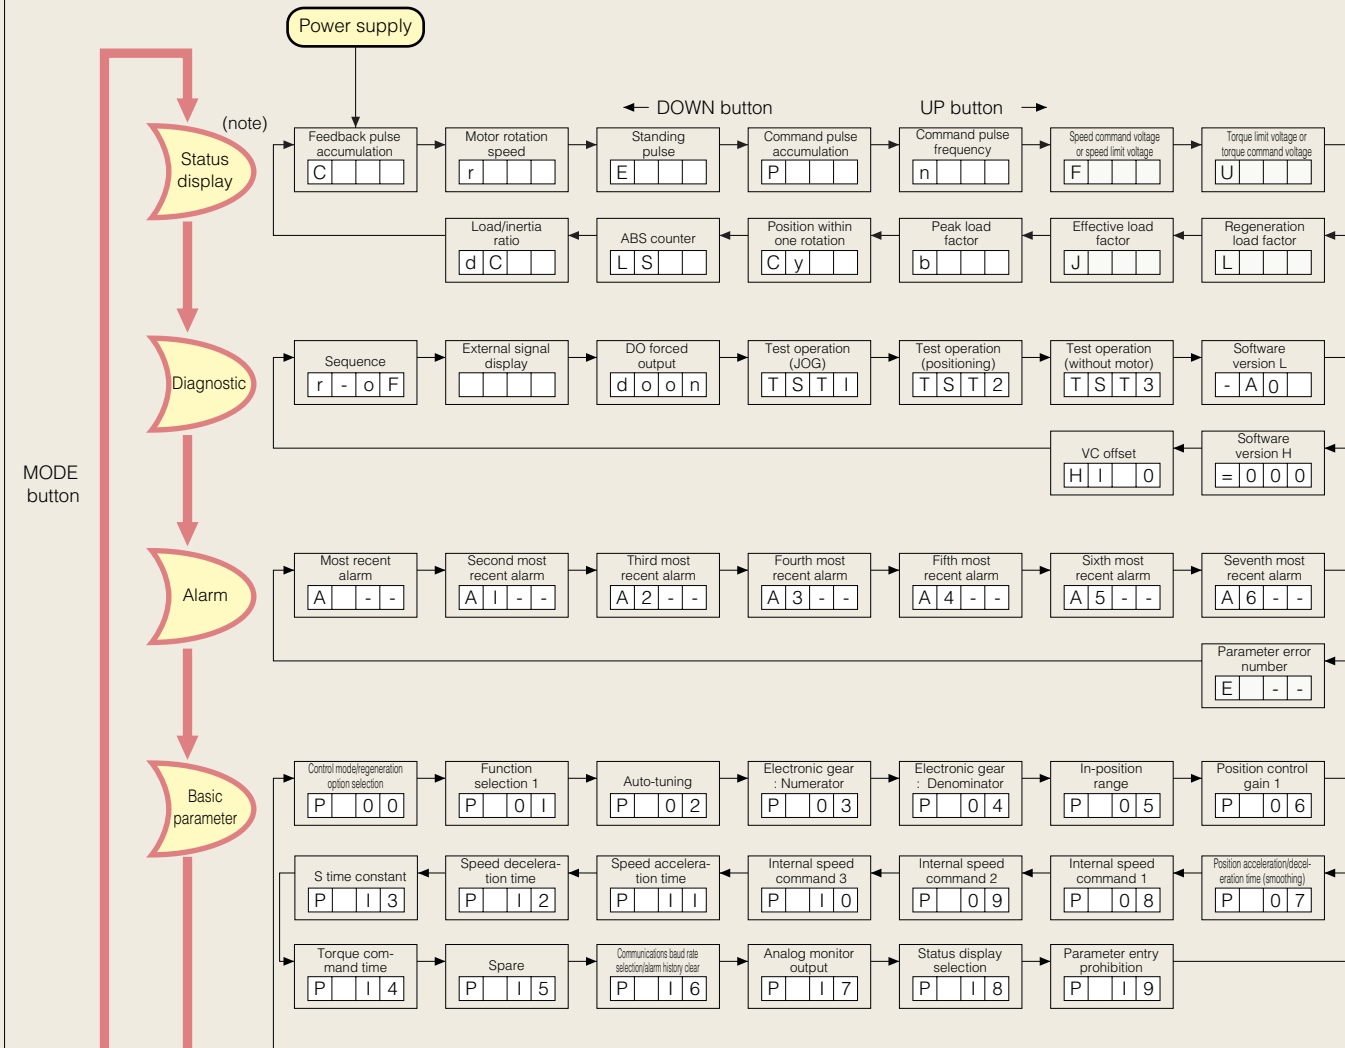 Power supply
← DOWN button UP button →
(note)
Status
display
Feedback pulse
accumulation
C
Motor rotation
speed
r
Standing
pulse
E
Command pulse
accumulation
P
Command pulse
frequency
n
Speed command voltage
or speed limit voltage
F
Torque limit voltage or
torque command voltage
U
Load/inertia
ratio
d C
ABS counter
L S
Position within
one rotation
C y
Peak load
factor
b
Effective load
factor
J
Regeneration
load factor
L
Diagnostic
Sequence
r - o F
External signal
display
DO forced
output
d o o n
Test operation
(JOG)
T S T I
Test operation
(positioning)
T S T 2
Test operation
(without motor)
T S T 3
Software
version L
- A 0
VC offset
H I 0
Software
version H
= 0 0 0
MODE
button
Alarm
Most recent
alarm
A - -
Second most
recent alarm
A I - -
Third most
recent alarm
A 2 - -
Fourth most
recent alarm
A 3 - -
Fifth most
recent alarm
A 4 - -
Sixth most
recent alarm
A 5 - -
Seventh most
recent alarm
A 6 - -
Parameter error
number
E - -
Basic
parameter
Control mode/regeneration
option selection
P 0 0
Function
selection 1
P 0 I
Auto-tuning
P 0 2
Electronic gear
: Numerator
P 0 3
Electronic gear
: Denominator
P 0 4
In-position
range
P 0 5
Position control
gain 1
P 0 6
S time constant
P I 3
Speed decelera-
tion time
P I 2
Speed accelera-
tion time
P I I
Internal speed
command 3
P I 0
Internal speed
command 2
P 0 9
Internal speed
command 1
P 0 8
Position acceleration/decel-
eration time (smoothing)
P 0 7
Torque com-
mand time
P I 4
Spare
P I 5
Communications baud rate
selection/alarm history clear
P I 6
Analog monitor
output
P I 7
Status display
selection
P I 8
Parameter entry
prohibition
P I 9